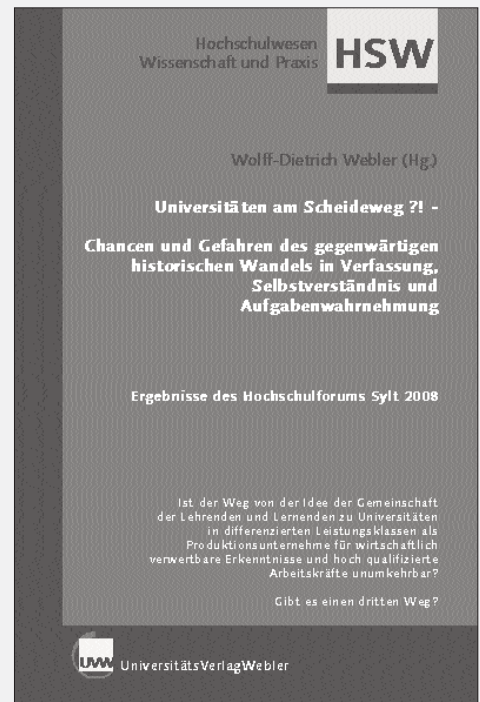 Hochschulwesen
Wissenschaft und Praxis
HSW
Wolff-Dietrich Webler (Hg.)
Universitäten am Scheideweg ?! -
Chancen und Gefahren des gegenwärtigen
historischen Wandels in Verfassung,
Selbstverständnis und
Aufgabenwahrnehmung
Ergebnisse des Hochschulforums Sylt 2008
Ist der Weg von der Idee der Gemeinschaft
der Lehrenden und Lernenden zu Universitäten
in differenzierten Leistungsklassen als
Produktionsunternehme für wirtschaftlich
verwertbare Erkenntnisse und hoch qualifizierte
Arbeitskräfte unumkehrbar?
Gibt es einen dritten Weg?
UVW UniversitätsVerlagWebler